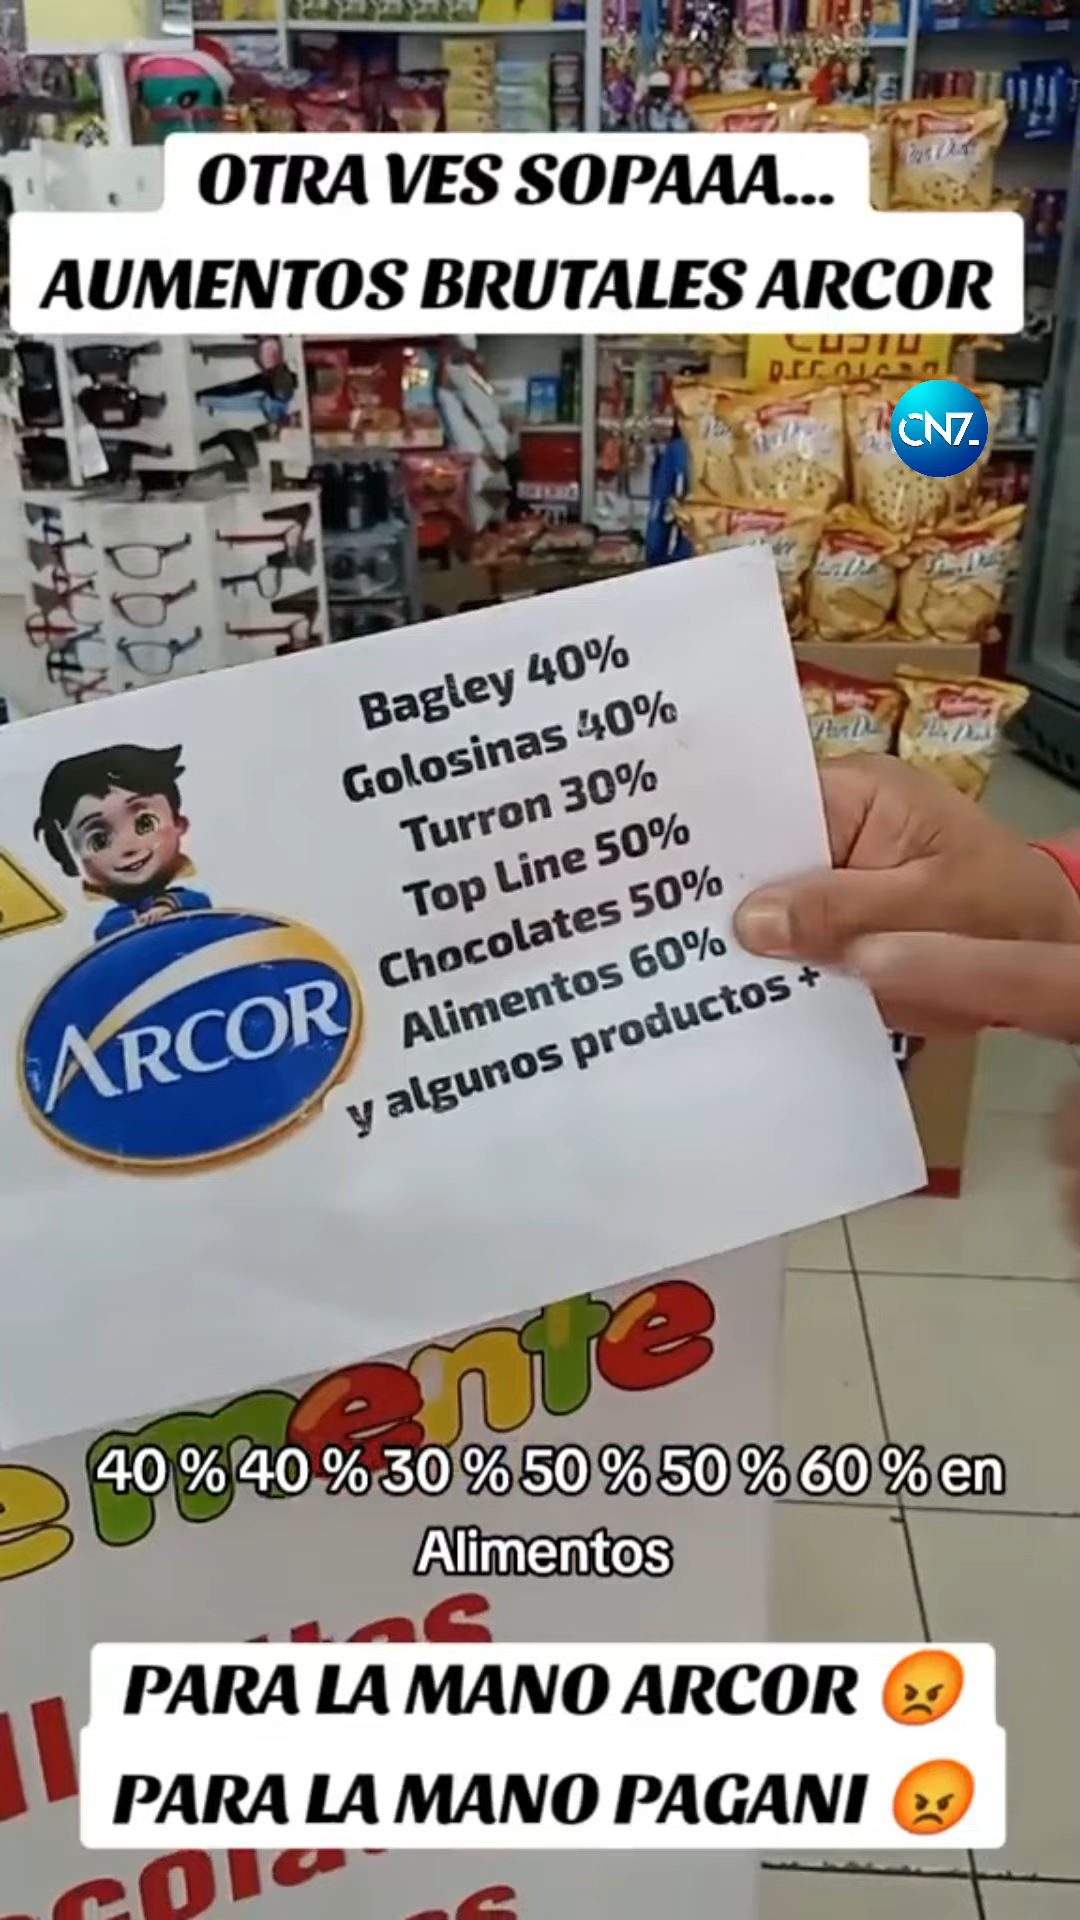 OTRA VES SOPAAA...
AUMENTOS BRUTALES ARCOR
CN7
Bagley 40%
Golosinas 40%
Turron 30%
Top Line 50%
Chocolates 50%
Alimentos 60%
y algunos productos +
ARCOR
emente
40 % 40 % 30 % 50 % 50 % 60 % en
Alimentos
PARA LA MANO ARCOR 😡
PARA LA MANO PAGANI 😡